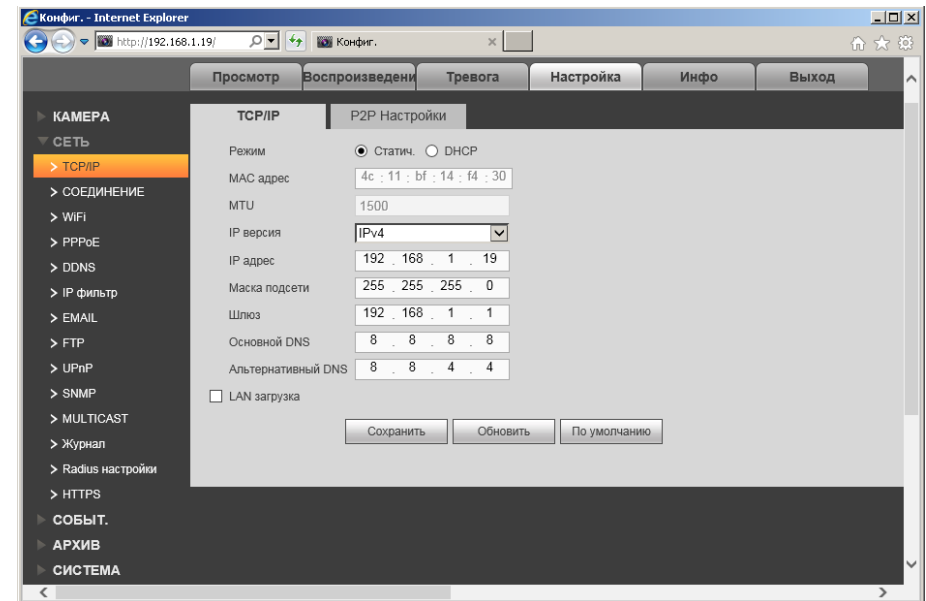 Конфиг. - Internet Explorer
http://192.168.1.19/ Конфиг.
Просмотр Воспроизведени Тревога Настройка Инфо Выход
КАМЕРА
СЕТЬ
> TCP/IP
> СОЕДИНЕНИЕ
> WiFi
> PPPoE
> DDNS
> IP фильтр
> EMAIL
> FTP
> UPnP
> SNMP
> MULTICAST
> Журнал
> Radius настройки
> HTTPS
СОБЫТ.
АРХИВ
СИСТЕМА
TCP/IP P2P Настройки
Режим Статич. DHCP
MAC адрес 4c : 11 : bf : 14 : f4 : 30
MTU 1500
IP версия IPv4
IP адрес 192 . 168 . 1 . 19
Маска подсети 255 . 255 . 255 . 0
Шлюз 192 . 168 . 1 . 1
Основной DNS 8 . 8 . 8 . 8
Альтернативный DNS 8 . 8 . 4 . 4
LAN загрузка
Сохранить Обновить По умолчанию